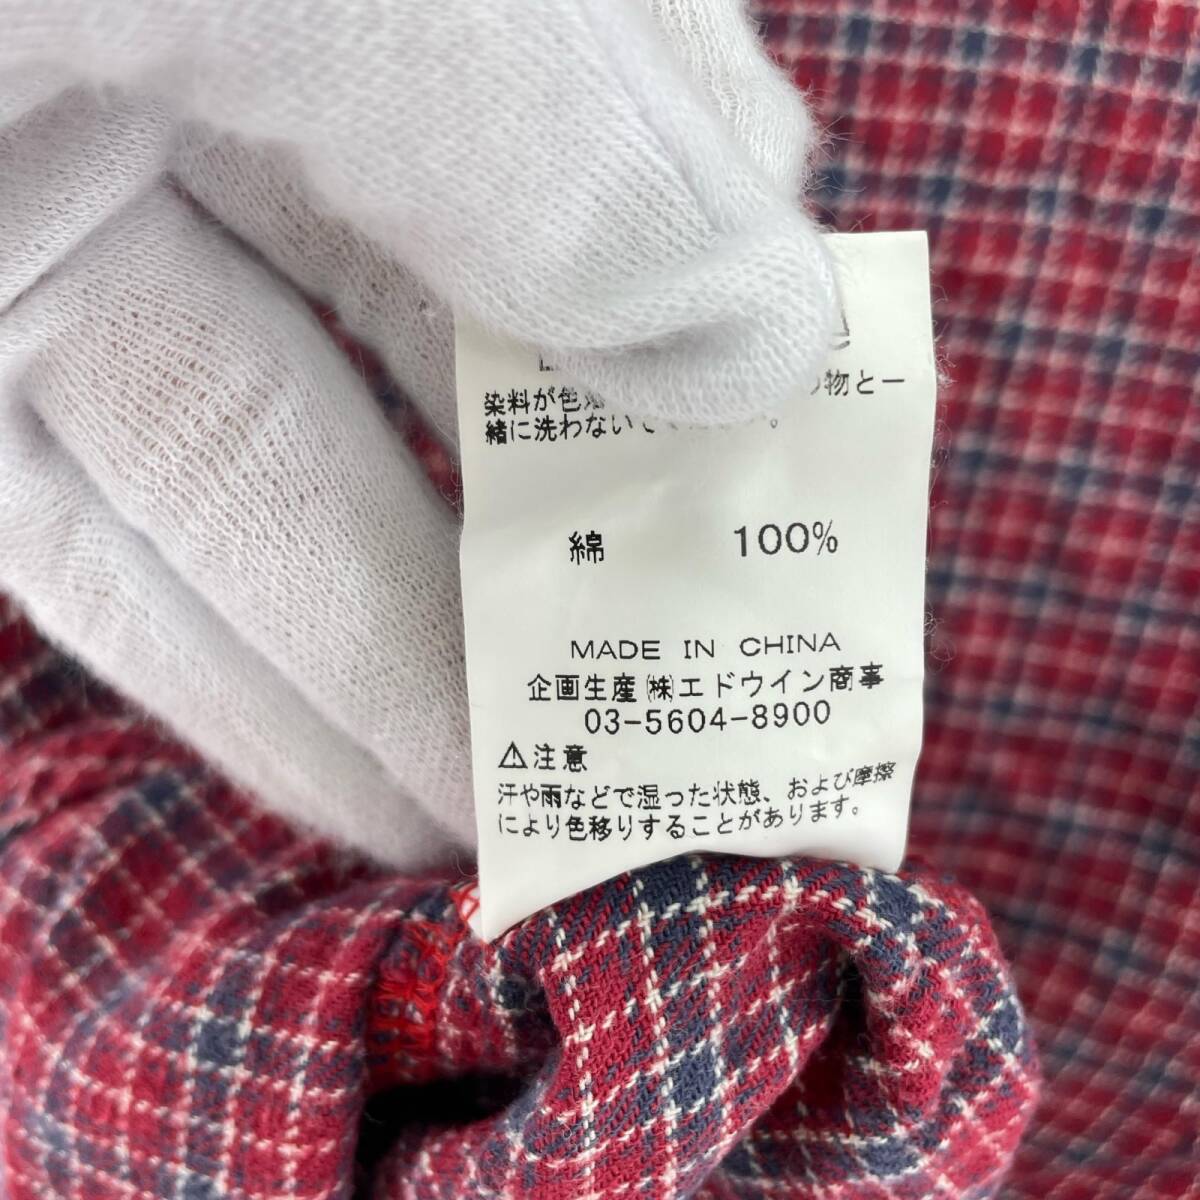 染料が色 物と一
緒に洗わない
綿 100%
MADE IN CHINA
企画生産 ㈱エドウイン商事
03-5604-8900
⚠注意
汗や雨などで湿った状態、および摩擦
により色移りすることがあります。